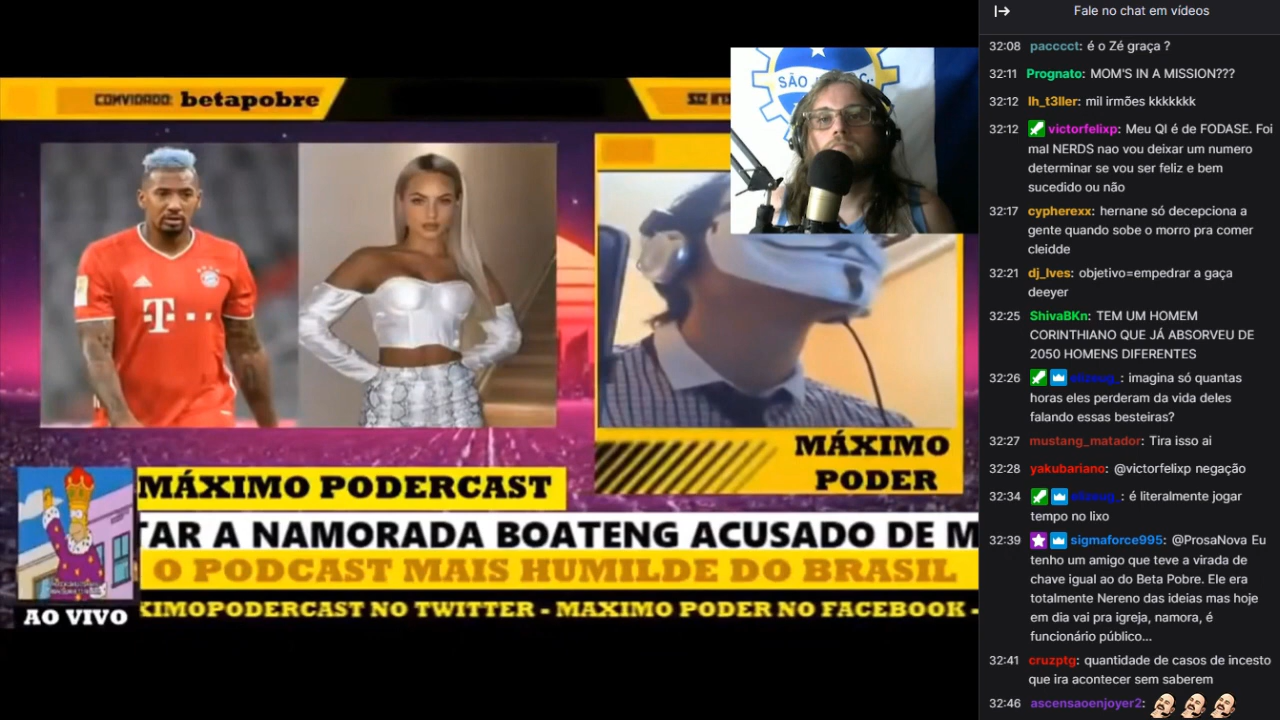 CONVIDADO: betapobre
SÃO
T
MÁXIMO
PODER
MÁXIMO PODERCAST
TAR A NAMORADA BOATENG ACUSADO DE M
O PODCAST MAIS HUMILDE DO BRASIL
AO VIVO
XIMOPODERCAST NO TWITTER - MAXIMO PODER NO FACEBOOK -
Fale no chat em vídeos
32:08 pacccct: é o Zé graça ?
32:11 Prognato: MOM'S IN A MISSION???
32:12 lh_t3ller: mil irmões kkkkkkk
32:12 victorfelixp: Meu QI é de FODASE. Foi
mal NERDS nao vou deixar um numero
determinar se vou ser feliz e bem
sucedido ou não
32:17 cypherexx: hernane só decepciona a
gente quando sobe o morro pra comer
cleidde
32:21 dj_lves: objetivo=empedrar a gaça
deeyer
32:25 ShivaBKn: TEM UM HOMEM
CORINTHIANO QUE JÁ ABSORVEU DE
2050 HOMENS DIFERENTES
32:26 : imagina só quantas
horas eles perderam da vida deles
falando essas besteiras?
32:27 mustang_matador: Tira isso ai
32:28 yakubariano: @victorfelixp negação
32:34 : é literalmente jogar
tempo no lixo
32:39 sigmaforce995: @ProsaNova Eu
tenho um amigo que teve a virada de
chave igual ao do Beta Pobre. Ele era
totalmente Nereno das ideias mas hoje
em dia vai pra igreja, namora, é
funcionário público...
32:41 cruzptg: quantidade de casos de incesto
que ira acontecer sem saberem
32:46 ascensaoenjoyer2: